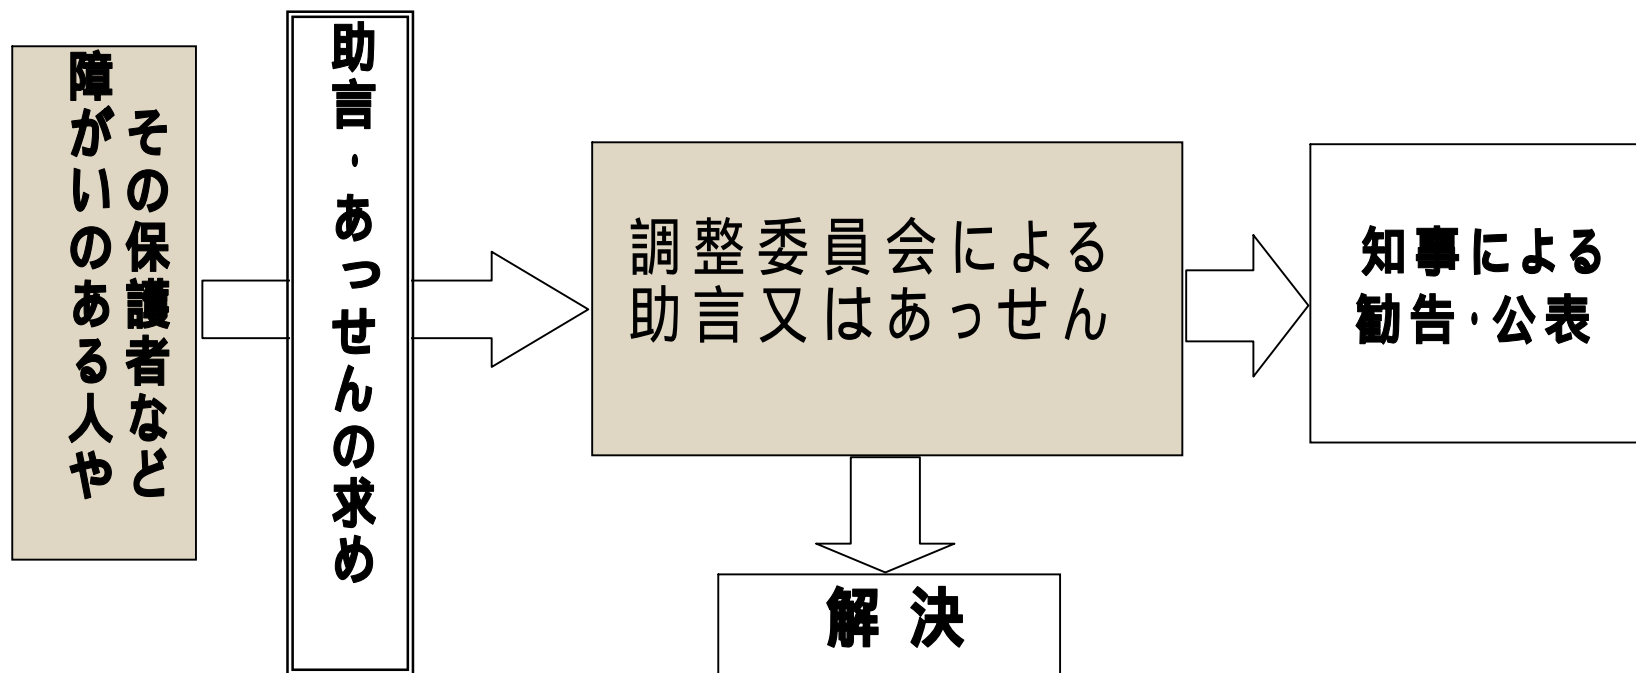 障がいのある人や
その保護者など
助言・あっせんの求め
調整委員会による
助言又はあっせん
知事による
勧告・公表
解決